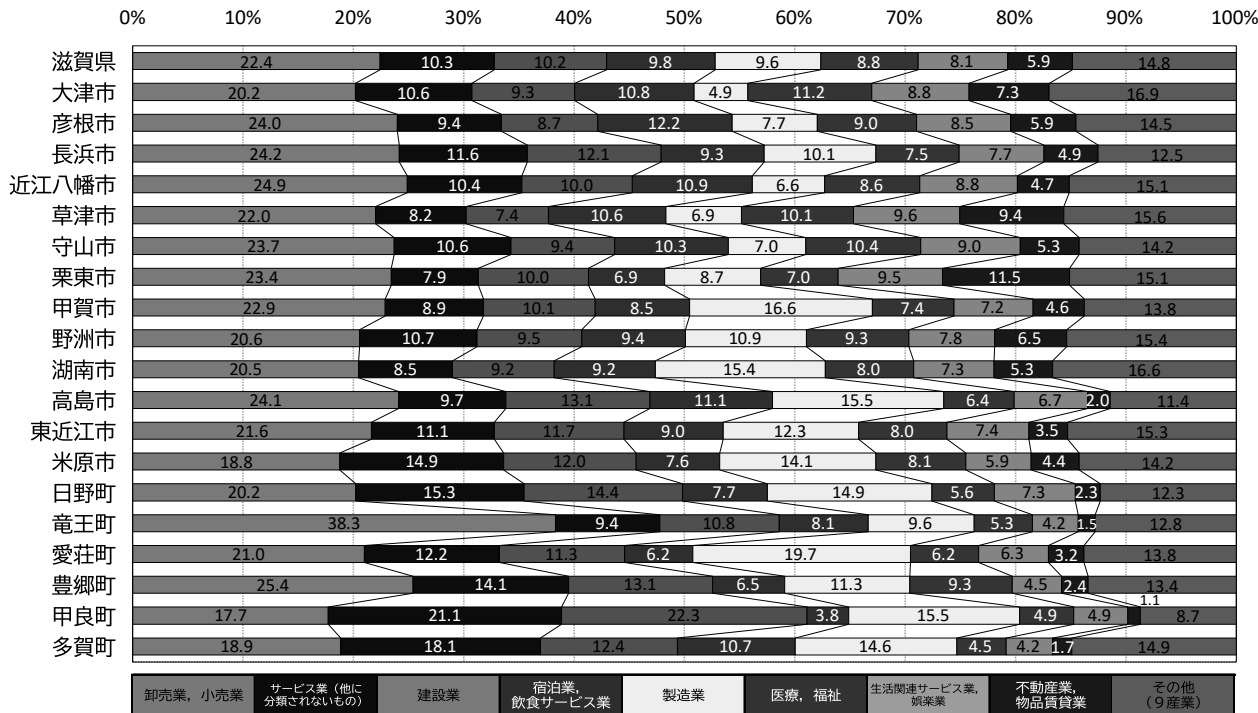 0% 10% 20% 30% 40% 50% 60% 70% 80% 90% 100%
滋賀県 22.4 10.3 10.2 9.8 9.6 8.8 8.1 5.9 14.8
大津市 20.2 10.6 9.3 10.8 4.9 11.2 8.8 7.3 16.9
彦根市 24.0 9.4 8.7 12.2 7.7 9.0 8.5 5.9 14.5
長浜市 24.2 11.6 12.1 9.3 10.1 7.5 7.7 4.9 12.5
近江八幡市 24.9 10.4 10.0 10.9 6.6 8.6 8.8 4.7 15.1
草津市 22.0 8.2 7.4 10.6 6.9 10.1 9.6 9.4 15.6
守山市 23.7 10.6 9.4 10.3 7.0 10.4 9.0 5.3 14.2
栗東市 23.4 7.9 10.0 6.9 8.7 7.0 9.5 11.5 15.1
甲賀市 22.9 8.9 10.1 8.5 16.6 7.4 7.2 4.6 13.8
野洲市 20.6 10.7 9.5 9.4 10.9 9.3 7.8 6.5 15.4
湖南市 20.5 8.5 9.2 9.2 15.4 8.0 7.3 5.3 16.6
高島市 24.1 9.7 13.1 11.1 15.5 6.4 6.7 2.0 11.4
東近江市 21.6 11.1 11.7 9.0 12.3 8.0 7.4 3.5 15.3
米原市 18.8 14.9 12.0 7.6 14.1 8.1 5.9 4.4 14.2
日野町 20.2 15.3 14.4 7.7 14.9 5.6 7.3 2.3 12.3
竜王町 38.3 9.4 10.8 8.1 9.6 5.3 4.2 1.5 12.8
愛荘町 21.0 12.2 11.3 6.2 19.7 6.2 6.3 3.2 13.8
豊郷町 25.4 14.1 13.1 6.5 11.3 9.3 4.5 2.4 13.4
甲良町 17.7 21.1 22.3 3.8 15.5 4.9 4.9 1.1 8.7
多賀町 18.9 18.1 12.4 10.7 14.6 4.5 4.2 1.7 14.9
卸売業，小売業
サービス業（他に
分類されないもの）
建設業
宿泊業，
飲食サービス業
製造業
医療，福祉
生活関連サービス業，
娯楽業
不動産業，
物品賃貸業
その他
（９産業）